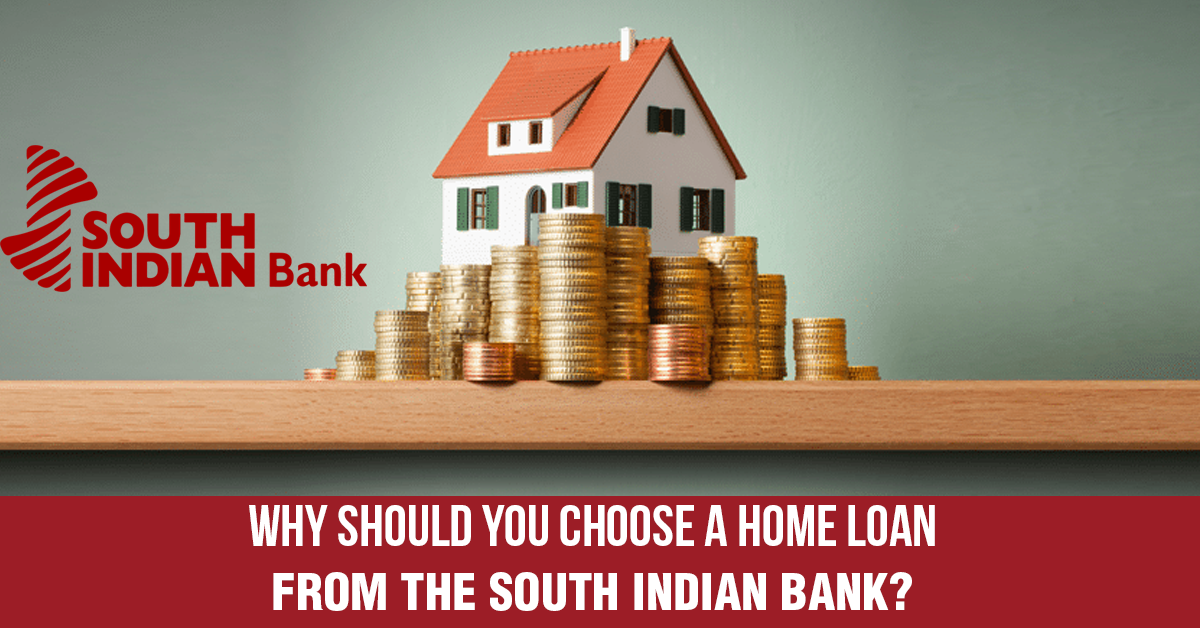 SOUTH
INDIAN Bank
WHY SHOULD YOU CHOOSE A HOME LOAN
FROM THE SOUTH INDIAN BANK?